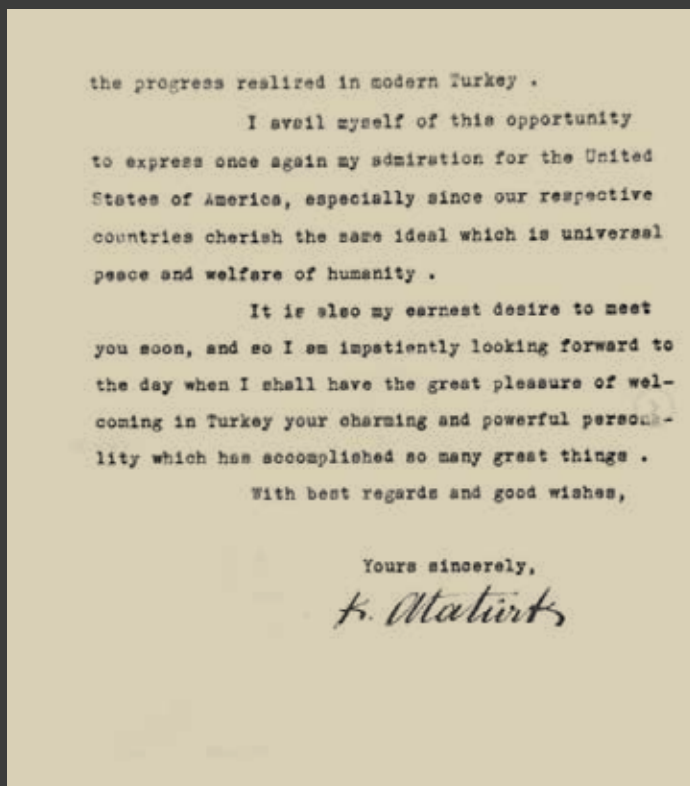 the progress realized in modern Turkey .
I avail myself of this opportunity
to express once again my admiration for the United
States of America, especially since our respective
countries cherish the same ideal which is universal
peace and welfare of humanity .
It is also my earnest desire to meet
you soon, and so I am impatiently looking forward to
the day when I shall have the great pleasure of wel-
coming in Turkey your charming and powerful persona-
lity which has accomplished so many great things .
With best regards and good wishes,
Yours sincerely,
K. Atatürk